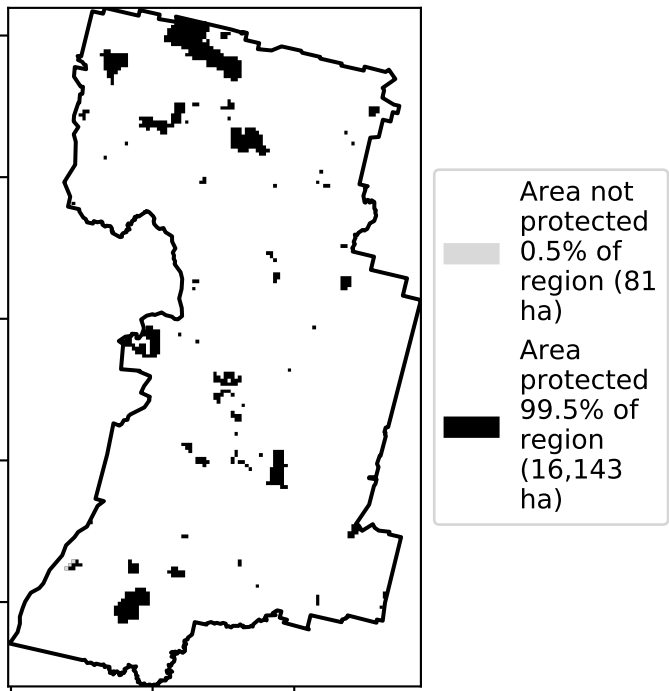 Area not
protected
0.5% of
region (81
ha)
Area
protected
99.5% of
region
(16,143
ha)